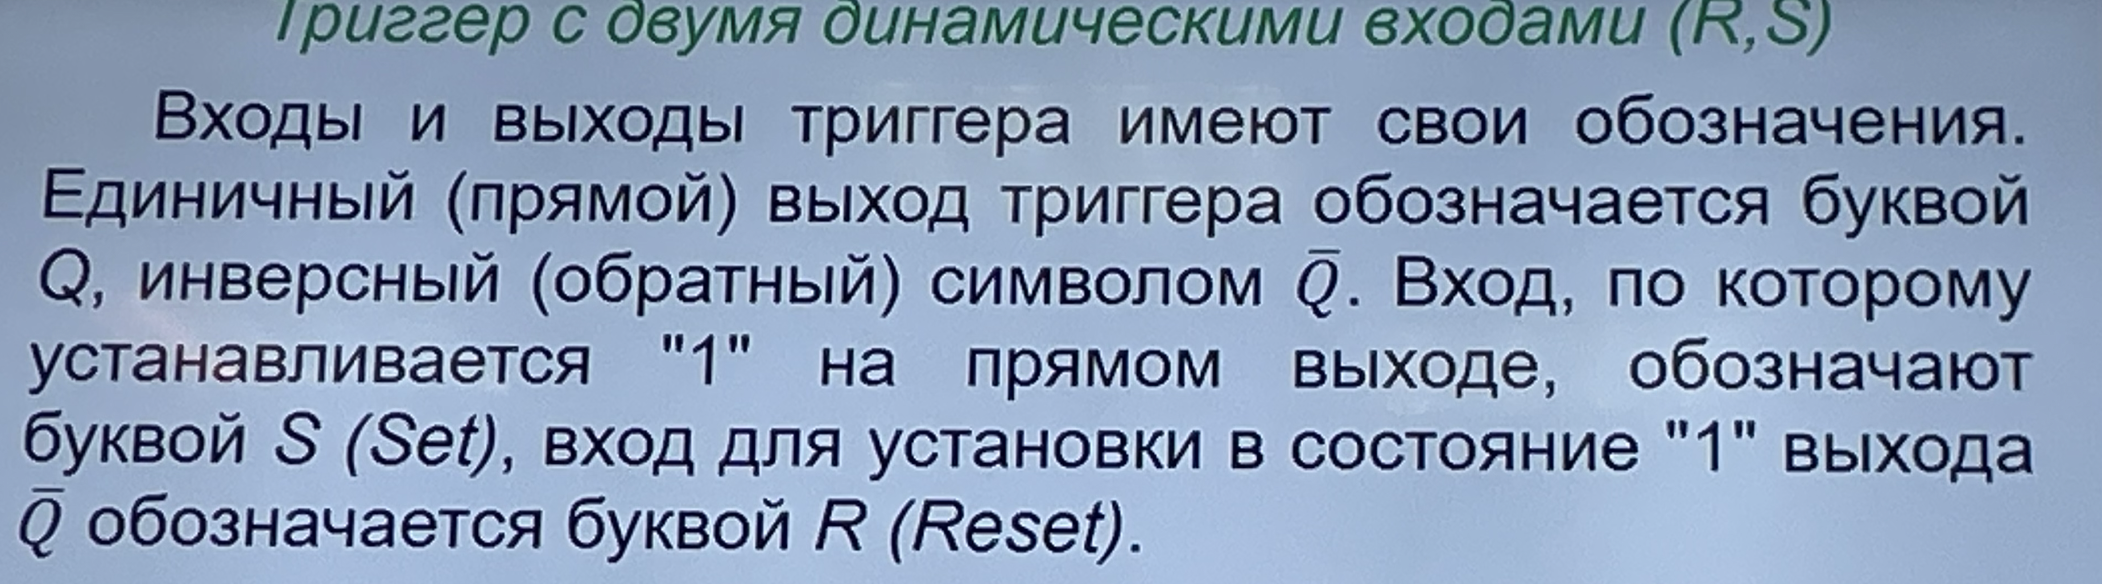 Триггер с двумя динамическими входами (R,S)
Входы и выходы триггера имеют свои обозначения.
Единичный (прямой) выход триггера обозначается буквой
Q, инверсный (обратный) символом Q̅. Вход, по которому
устанавливается "1" на прямом выходе, обозначают
буквой S (Set), вход для установки в состояние "1" выхода
Q̅ обозначается буквой R (Reset).